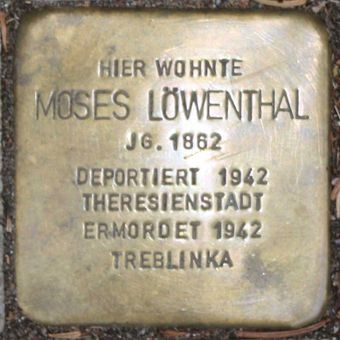 HIER WOHNTE
MOSES LÖWENTHAL
JG. 1862
DEPORTIERT 1942
THERESIENSTADT
ERMORDET 1942
TREBLINKA